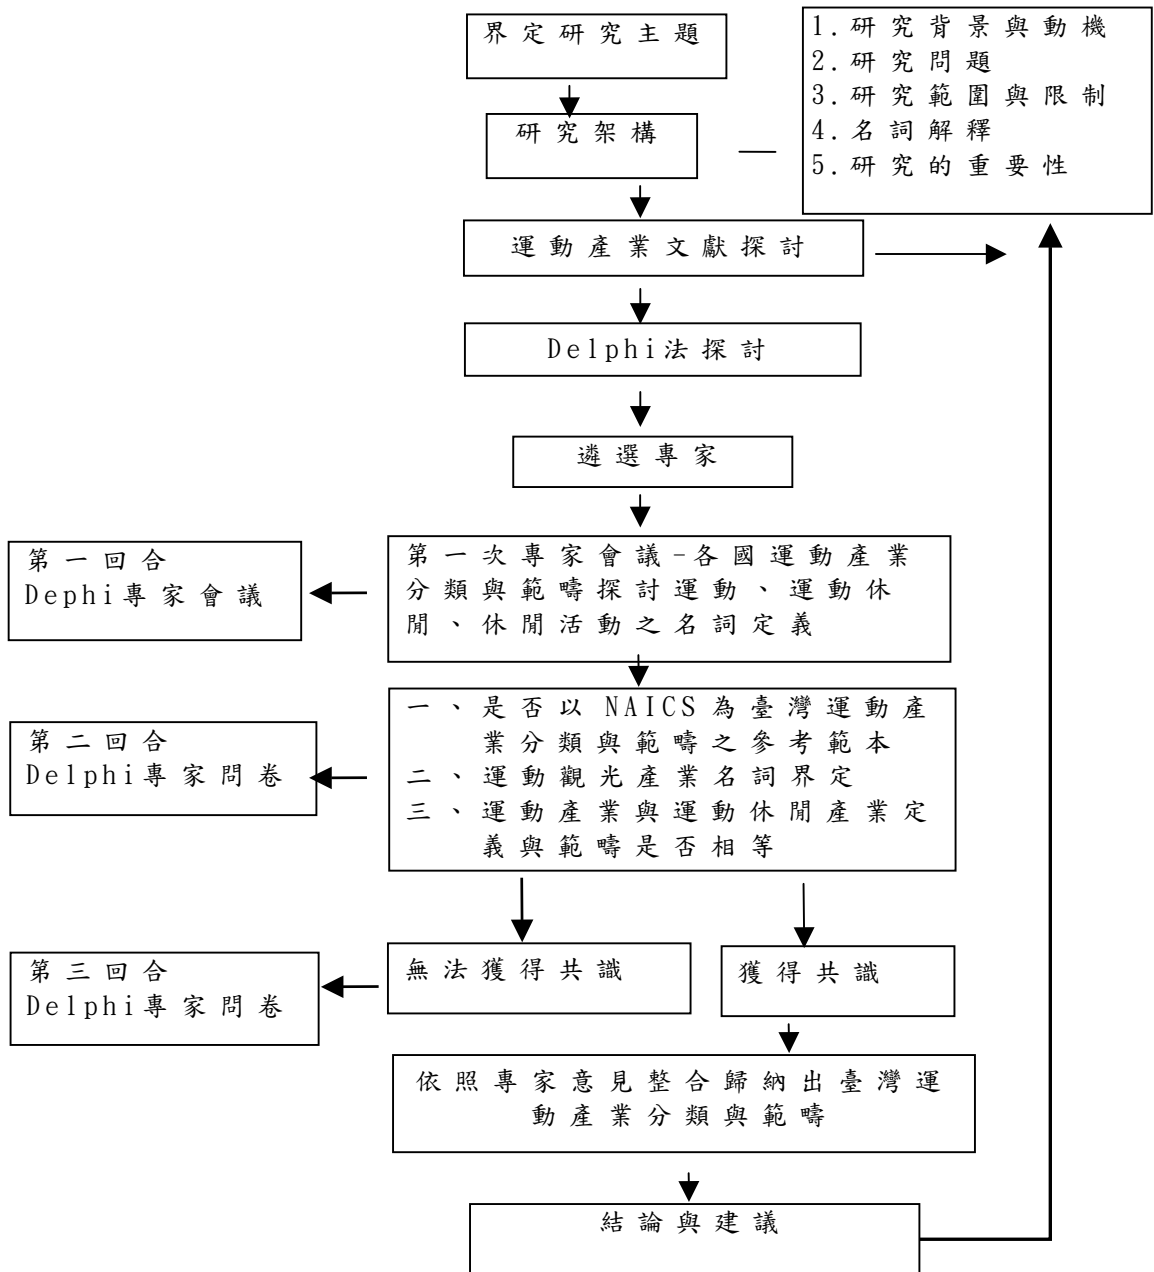 界定研究主題
1.研究背景與動機
2.研究問題
3.研究範圍與限制
4.名詞解釋
5.研究的重要性
研究架構
運動產業文獻探討
Delphi法探討
遴選專家
第一回合
Dephi專家會議
第一次專家會議-各國運動產業
分類與範疇探討運動、運動休
閒、休閒活動之名詞定義
第二回合
Delphi專家問卷
一、是否以 NAICS為臺灣運動產
業分類與範疇之參考範本
二、運動觀光產業名詞界定
三、運動產業與運動休閒產業定
義與範疇是否相等
第三回合
Delphi專家問卷
無法獲得共識
獲得共識
依照專家意見整合歸納出臺灣運
動產業分類與範疇
結論與建議